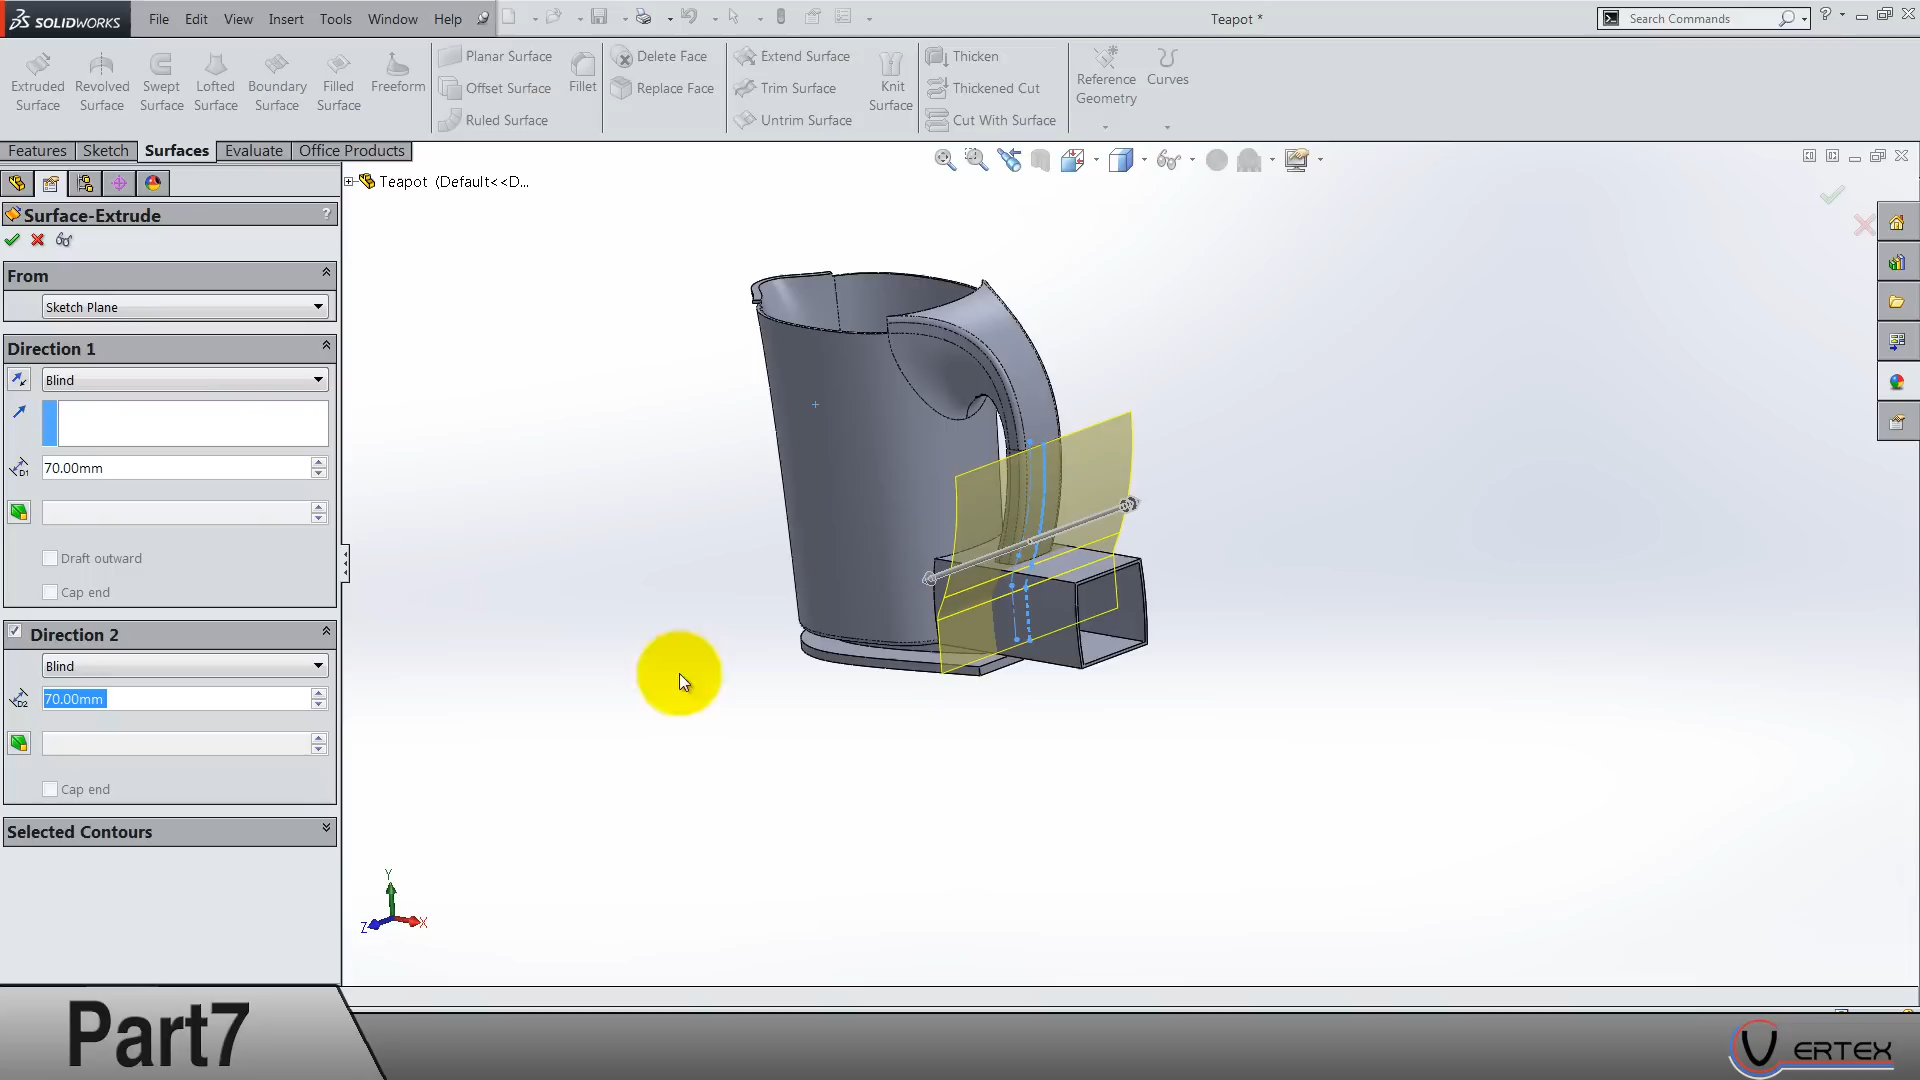 SOLIDWORKS File Edit View Insert Tools Window Help Teapot * Search Commands ?
Extruded Surface
Revolved Surface
Swept Surface
Lofted Surface
Boundary Surface
Filled Surface
Freeform
Planar Surface
Offset Surface
Ruled Surface
Fillet
Delete Face
Replace Face
Extend Surface
Trim Surface
Untrim Surface
Knit Surface
Thicken
Thickened Cut
Cut With Surface
Reference Geometry
Curves
Features Sketch Surfaces Evaluate Office Products
Teapot (Default<<D...
Surface-Extrude ?
From
Sketch Plane
Direction 1
Blind
D1 70.00mm
Draft outward
Cap end
Direction 2
Blind
D2 70.00mm
Cap end
Selected Contours
Y
Z X
Part7
VERTEX